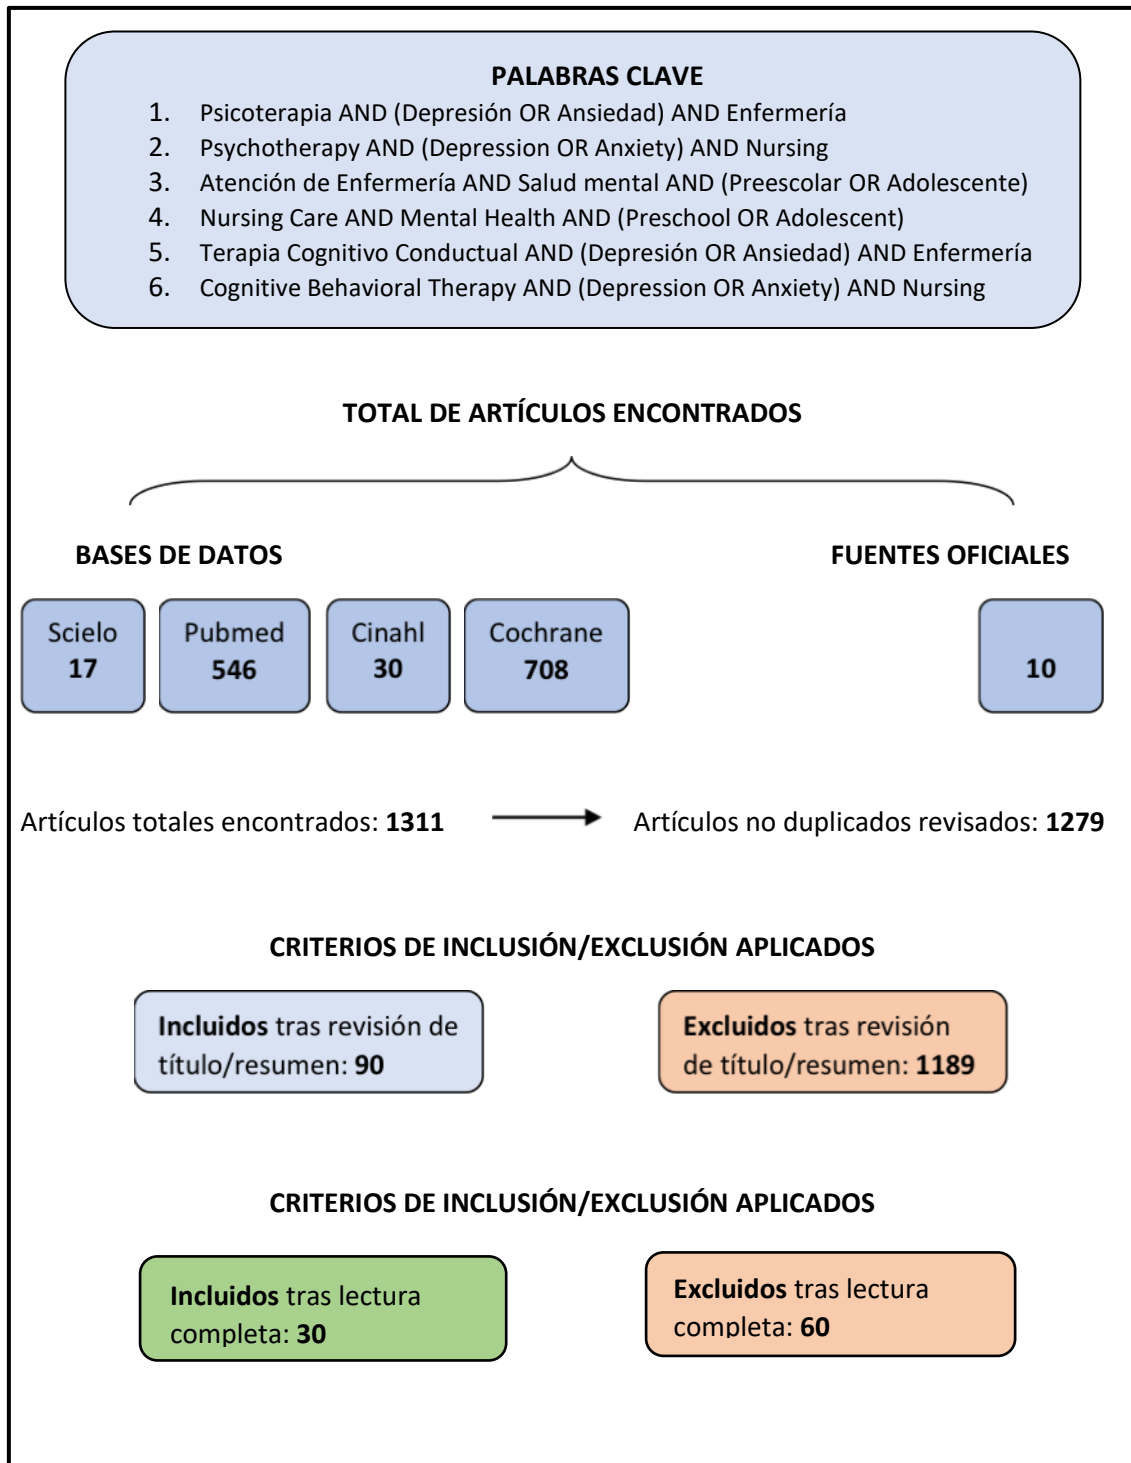 PALABRAS CLAVE
1. Psicoterapia AND (Depresión OR Ansiedad) AND Enfermería
2. Psychotherapy AND (Depression OR Anxiety) AND Nursing
3. Atención de Enfermería AND Salud mental AND (Preescolar OR Adolescente)
4. Nursing Care AND Mental Health AND (Preschool OR Adolescent)
5. Terapia Cognitivo Conductual AND (Depresión OR Ansiedad) AND Enfermería
6. Cognitive Behavioral Therapy AND (Depression OR Anxiety) AND Nursing
TOTAL DE ARTÍCULOS ENCONTRADOS
BASES DE DATOS
FUENTES OFICIALES
Scielo
17
Pubmed
546
Cinahl
30
Cochrane
708
10
Artículos totales encontrados: 1311
Artículos no duplicados revisados: 1279
CRITERIOS DE INCLUSIÓN/EXCLUSIÓN APLICADOS
Incluidos tras revisión de
título/resumen: 90
Excluidos tras revisión
de título/resumen: 1189
CRITERIOS DE INCLUSIÓN/EXCLUSIÓN APLICADOS
Incluidos tras lectura
completa: 30
Excluidos tras lectura
completa: 60